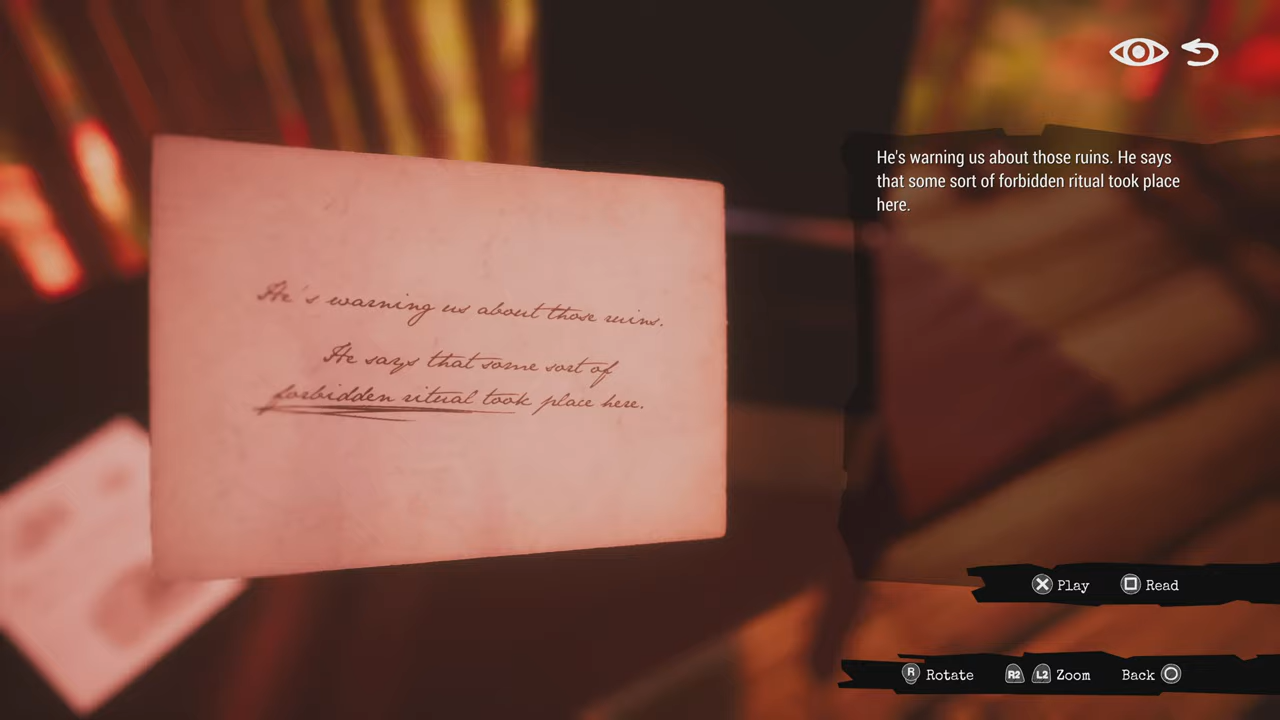 He's warning us about those ruins.
He says that some sort of
forbidden ritual took place here.
He's warning us about those ruins. He says
that some sort of forbidden ritual took place
here.
Play Read
R Rotate R2 L2 Zoom Back